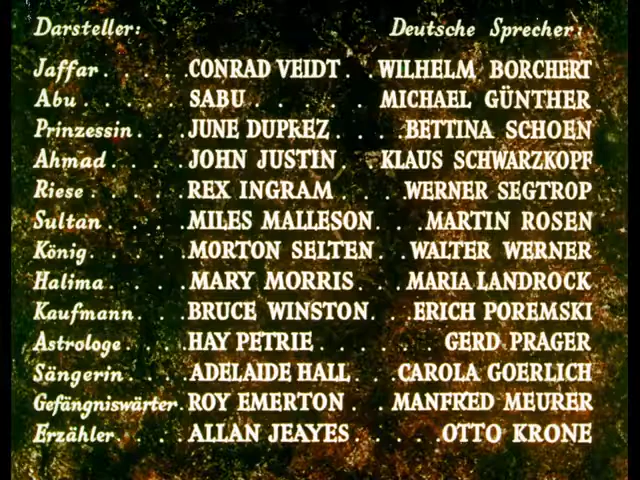 Darsteller: Deutsche Sprecher:
Jaffar . . . . . CONRAD VEIDT . . WILHELM BORCHERT
Abu . . . . . SABU . . . . . MICHAEL GÜNTHER
Prinzessin . . . JUNE DUPREZ . . . . BETTINA SCHOEN
Ahmad . . . . JOHN JUSTIN . . KLAUS SCHWARZKOPF
Riese . . . . . REX INGRAM . . . . WERNER SEGTROP
Sultan . . . . MILES MALLESON . . . MARTIN ROSEN
König . . . . . MORTON SELTEN . . WALTER WERNER
Halima . . . . MARY MORRIS . . . MARIA LANDROCK
Kaufmann . . . BRUCE WINSTON . . . ERICH POREMSKI
Astrologe . . . HAY PETRIE . . . . . . GERD PRAGER
Sängerin . . . ADELAIDE HALL . . . CAROLA GOERLICH
Gefängniswärter . ROY EMERTON . . . MANFRED MEURER
Erzähler . . . . ALLAN JEAYES . . . . . OTTO KRONE